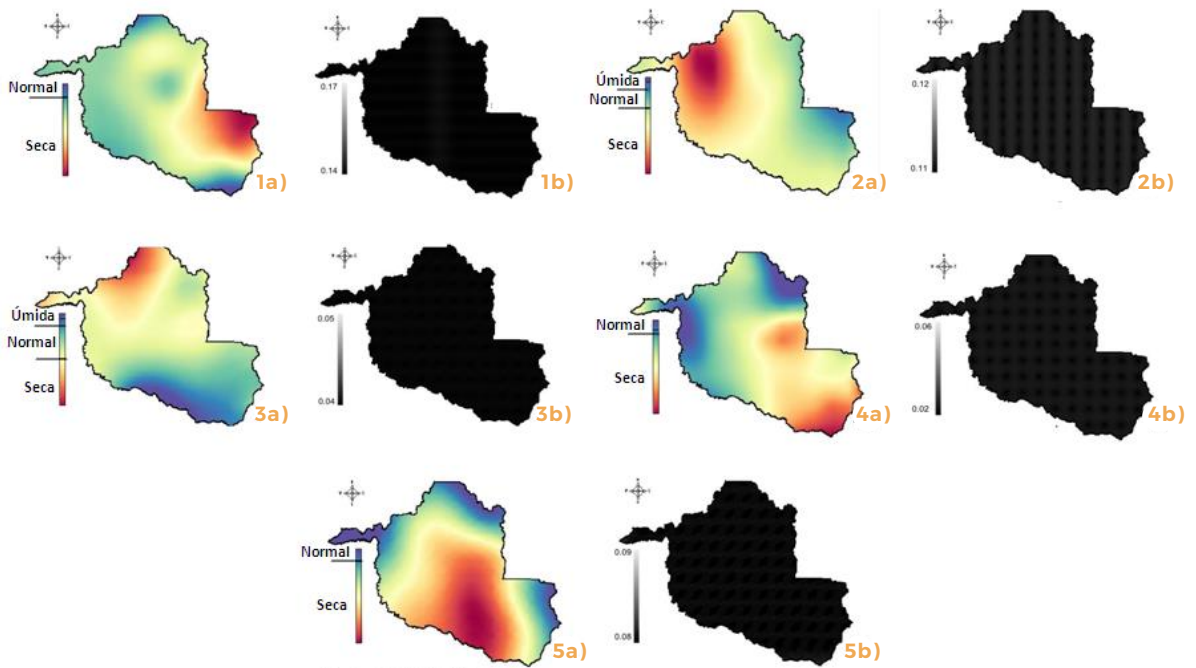 Normal
Seca
1a)
0.17
0.14
1b)
Úmida
Normal
Seca
2a)
0.12
0.11
2b)
Úmida
Normal
Seca
3a)
0.05
0.04
3b)
Normal
Seca
4a)
0.06
0.02
4b)
Normal
Seca
5a)
0.09
0.08
5b)